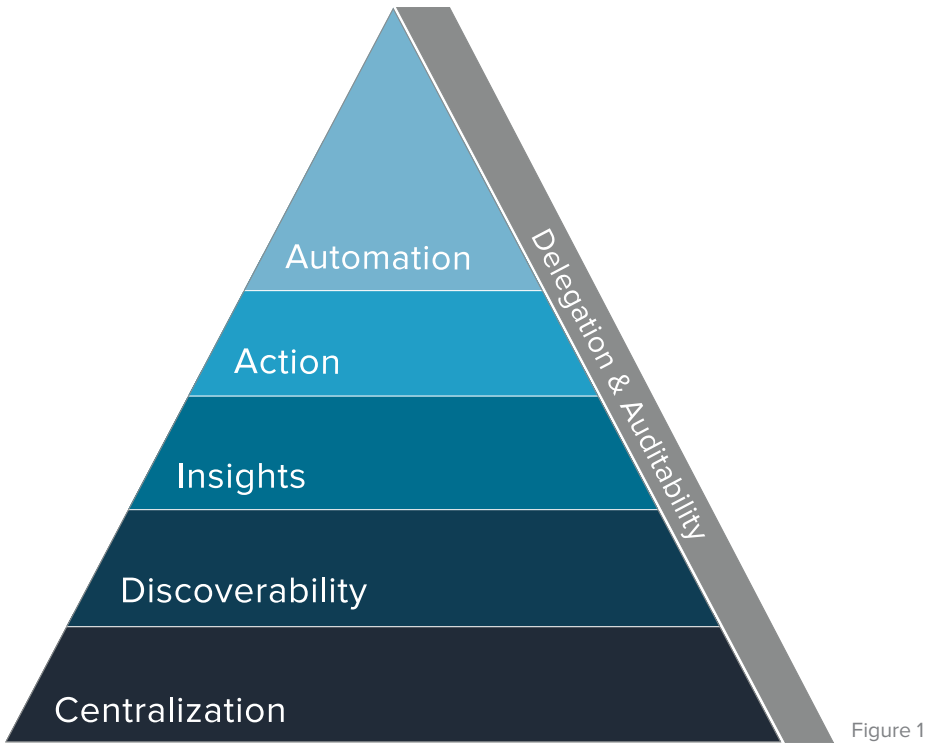 Automation
Delegation & Auditability
Action
Insights
Discoverability
Centralization
Figure 1